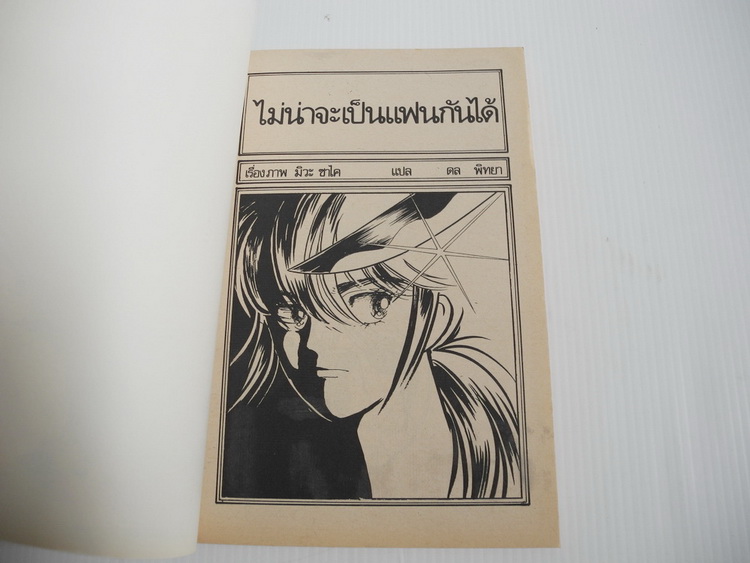 ไม่น่าจะเป็นแฟนกันได้
เรื่องภาพ มิวะ ซาไค แปล ดล พิทยา